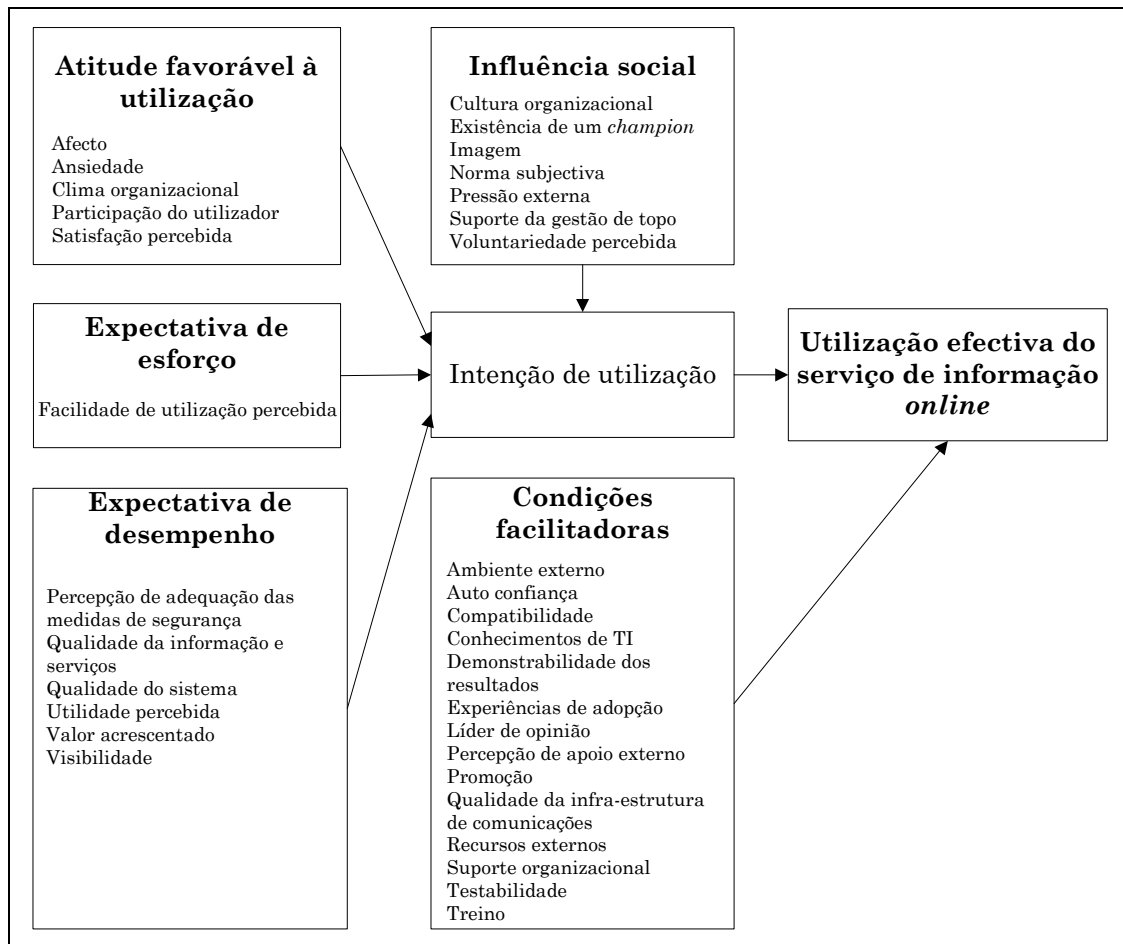 Atitude favorável à
utilização
Afecto
Ansiedade
Clima organizacional
Participação do utilizador
Satisfação percebida
Influência social
Cultura organizacional
Existência de um champion
Imagem
Norma subjectiva
Pressão externa
Suporte da gestão de topo
Voluntariedade percebida
Expectativa de
esforço
Facilidade de utilização percebida
Intenção de utilização
Utilização efectiva do
serviço de informação
online
Expectativa de
desempenho
Percepção de adequação das
medidas de segurança
Qualidade da informação e
serviços
Qualidade do sistema
Utilidade percebida
Valor acrescentado
Visibilidade
Condições
facilitadoras
Ambiente externo
Auto confiança
Compatibilidade
Conhecimentos de TI
Demonstrabilidade dos
resultados
Experiências de adopção
Líder de opinião
Percepção de apoio externo
Promoção
Qualidade da infra-estrutura
de comunicações
Recursos externos
Suporte organizacional
Testabilidade
Treino